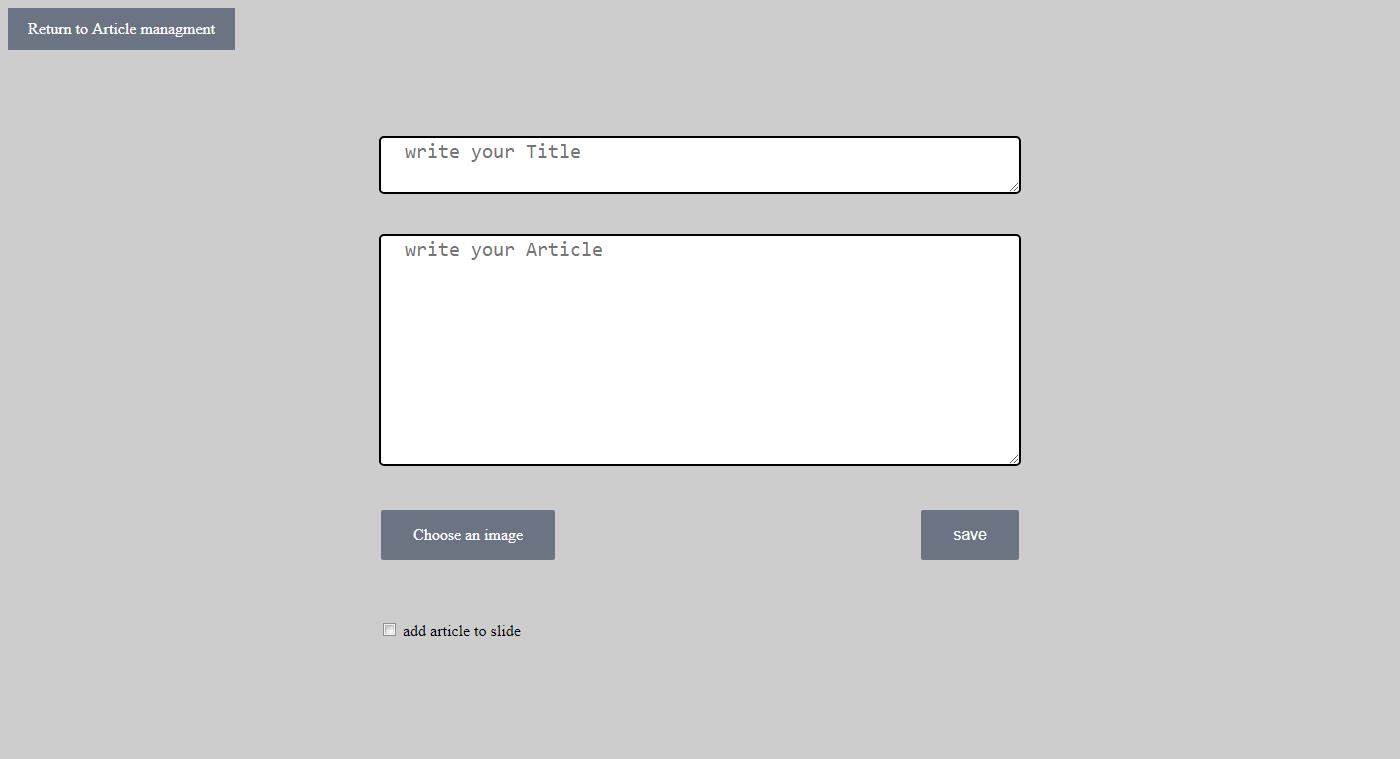 Return to Article managment
write your Title
write your Article
Choose an image
save
add article to slide